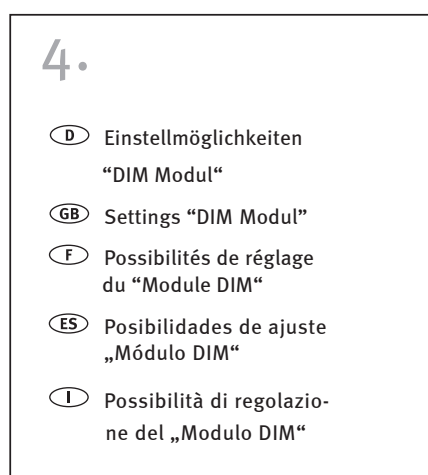 4.
D Einstellmöglichkeiten
“DIM Modul“
GB Settings “DIM Modul”
F Possibilités de réglage
du “Module DIM“
ES Posibilidades de ajuste
„Módulo DIM“
I Possibilità di regolazio-
ne del „Modulo DIM“